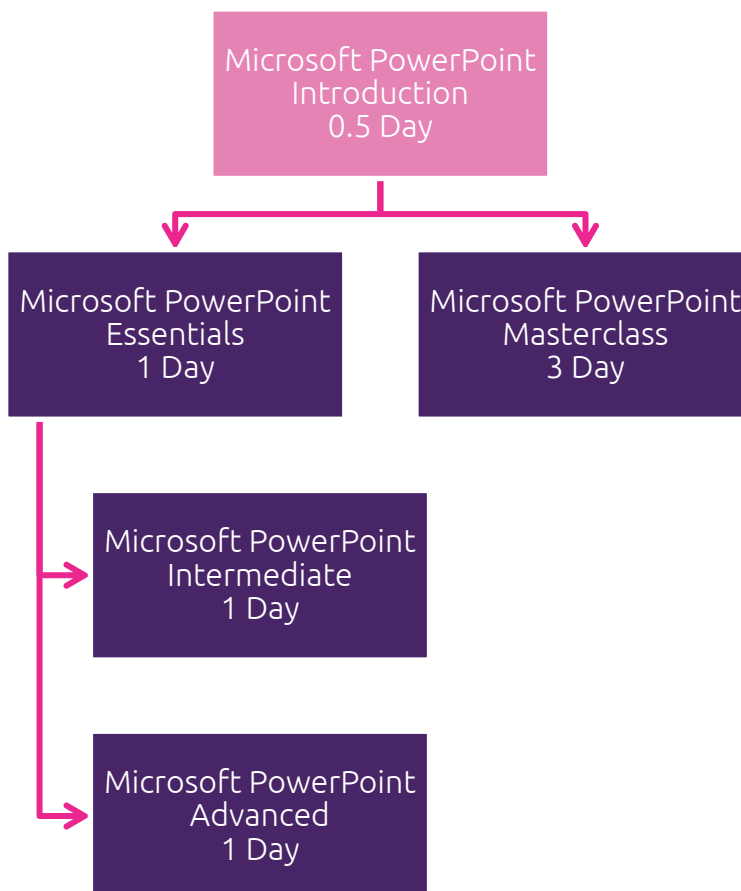 Microsoft PowerPoint
Introduction
0.5 Day
Microsoft PowerPoint
Essentials
1 Day
Microsoft PowerPoint
Masterclass
3 Day
Microsoft PowerPoint
Intermediate
1 Day
Microsoft PowerPoint
Advanced
1 Day